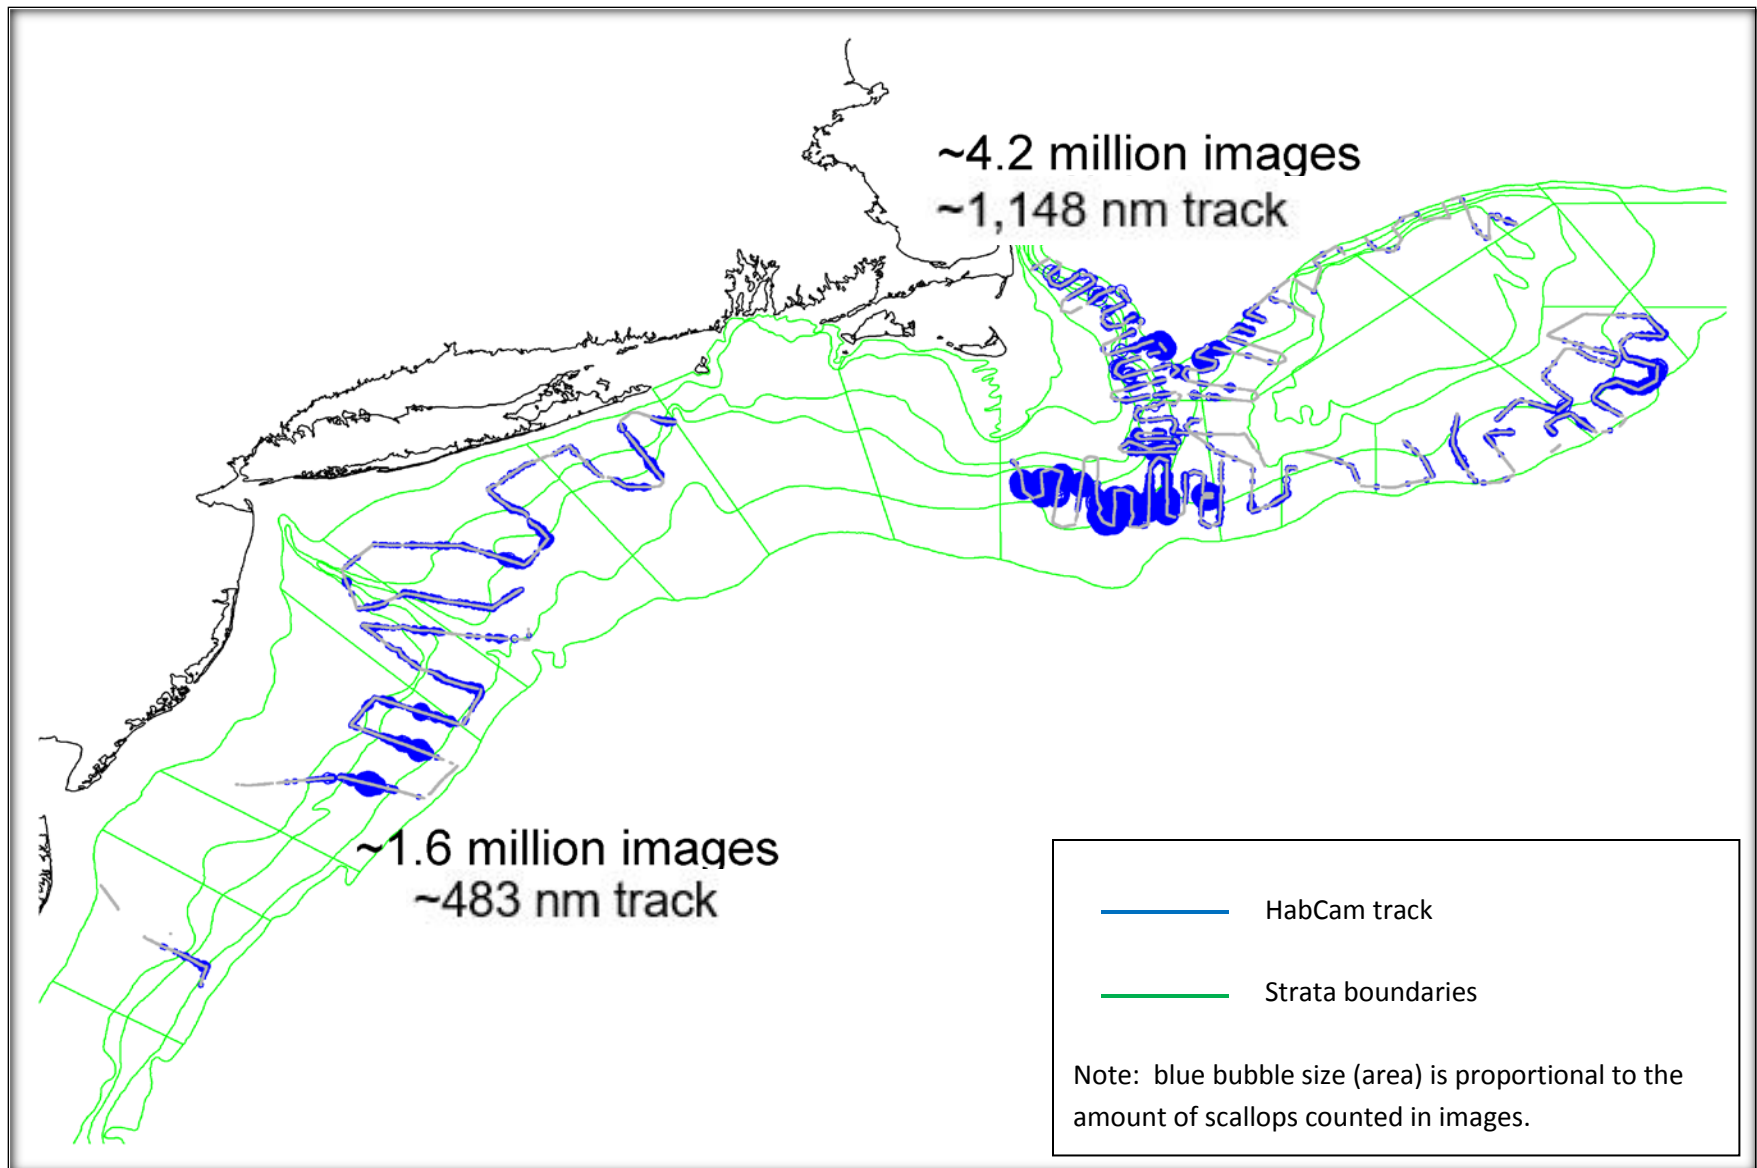 ~4.2 million images
~1,148 nm track
~1.6 million images
~483 nm track
HabCam track
Strata boundaries
Note:  blue bubble size (area) is proportional to the
amount of scallops counted in images.